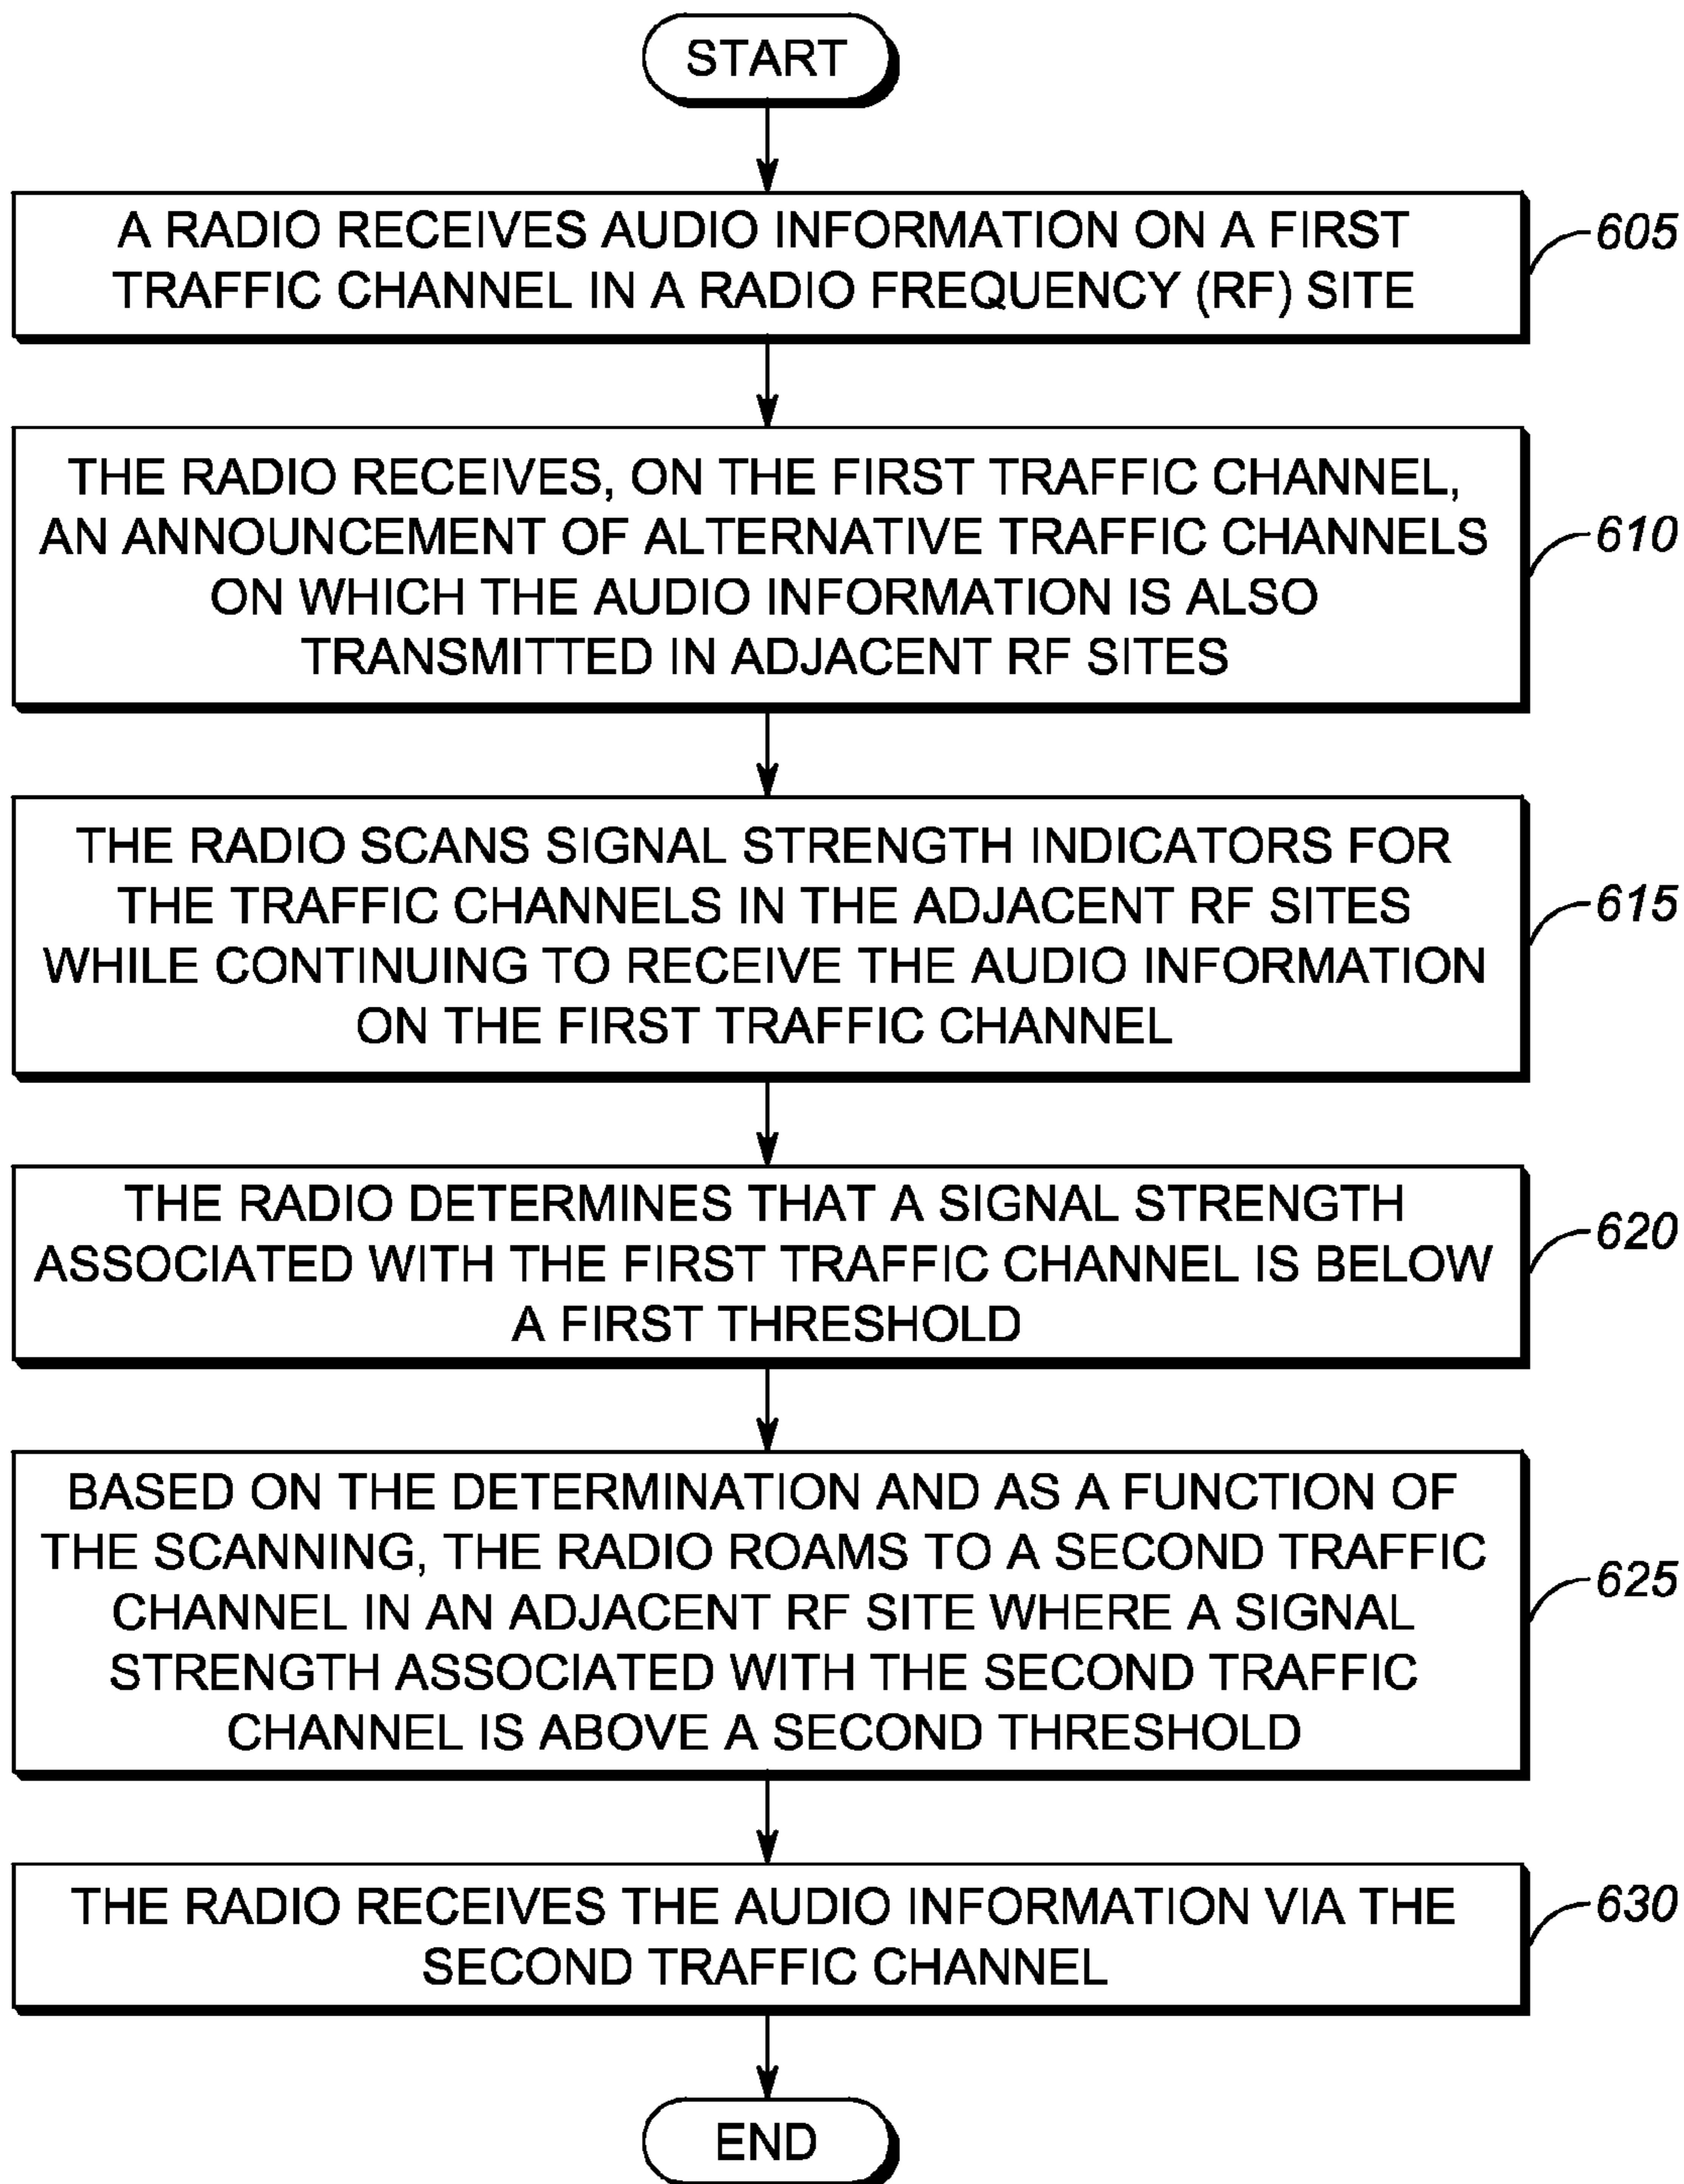 START
A RADIO RECEIVES AUDIO INFORMATION ON A FIRST
TRAFFIC CHANNEL IN A RADIO FREQUENCY (RF) SITE
605
THE RADIO RECEIVES, ON THE FIRST TRAFFIC CHANNEL,
AN ANNOUNCEMENT OF ALTERNATIVE TRAFFIC CHANNELS
ON WHICH THE AUDIO INFORMATION IS ALSO
TRANSMITTED IN ADJACENT RF SITES
610
THE RADIO SCANS SIGNAL STRENGTH INDICATORS FOR
THE TRAFFIC CHANNELS IN THE ADJACENT RF SITES
WHILE CONTINUING TO RECEIVE THE AUDIO INFORMATION
ON THE FIRST TRAFFIC CHANNEL
615
THE RADIO DETERMINES THAT A SIGNAL STRENGTH
ASSOCIATED WITH THE FIRST TRAFFIC CHANNEL IS BELOW
A FIRST THRESHOLD
620
BASED ON THE DETERMINATION AND AS A FUNCTION OF
THE SCANNING, THE RADIO ROAMS TO A SECOND TRAFFIC
CHANNEL IN AN ADJACENT RF SITE WHERE A SIGNAL
STRENGTH ASSOCIATED WITH THE SECOND TRAFFIC
CHANNEL IS ABOVE A SECOND THRESHOLD
625
THE RADIO RECEIVES THE AUDIO INFORMATION VIA THE
SECOND TRAFFIC CHANNEL
630
END